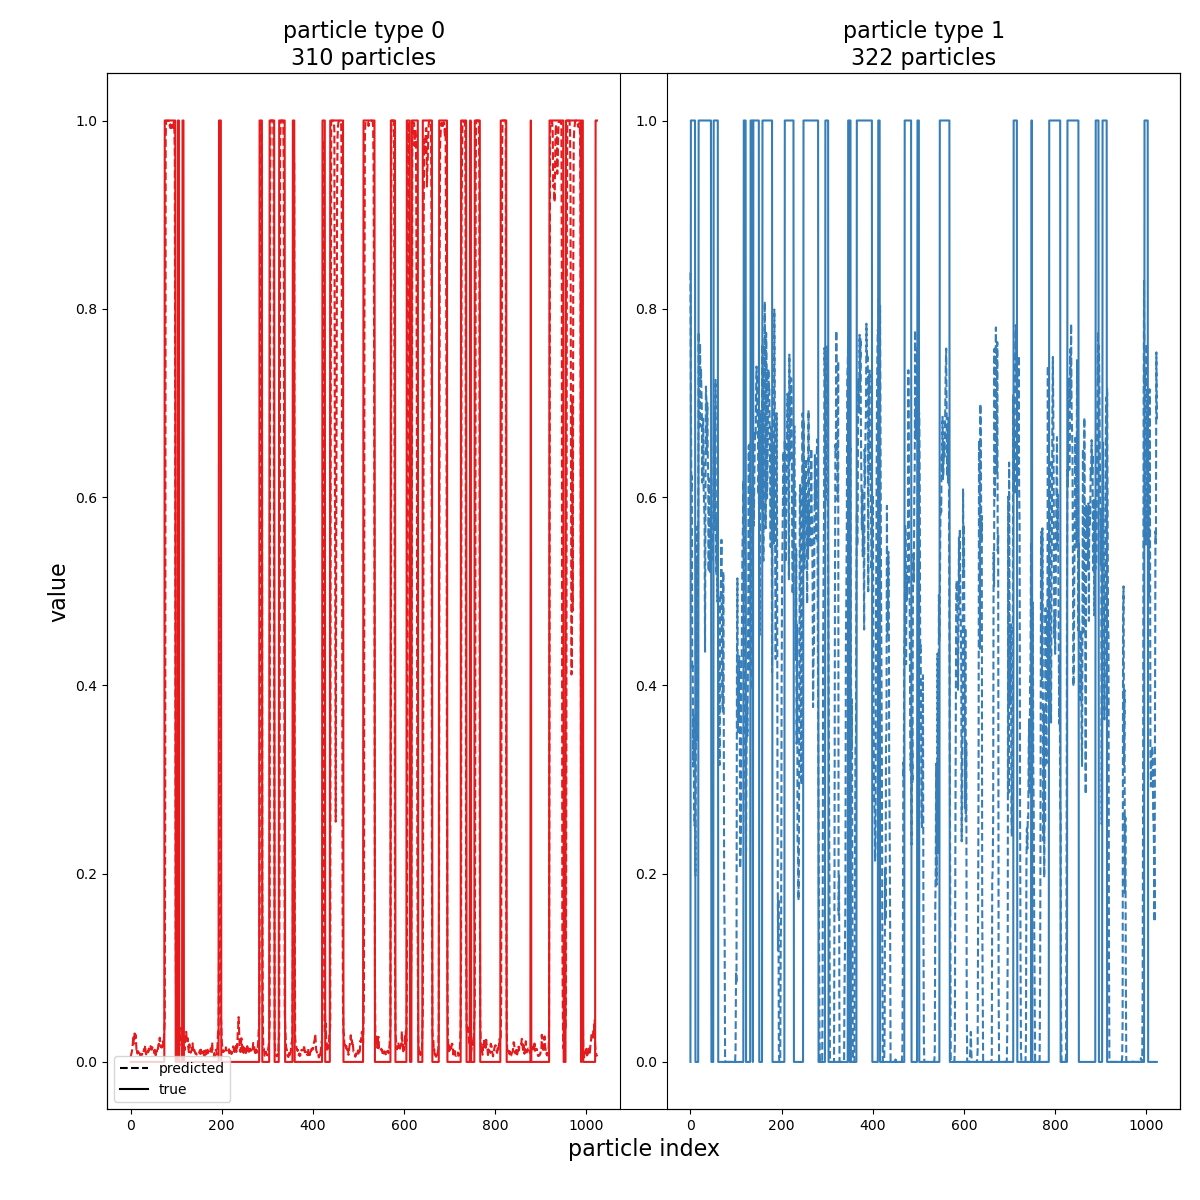 particle type 0
310 particles
particle type 1
322 particles
1.0
0.8
0.6
0.4
0.2
0.0
1.0
0.8
0.6
0.4
0.2
0.0
value
predicted
true
0 200 400 600 800 1000
0 200 400 600 800 1000
particle index